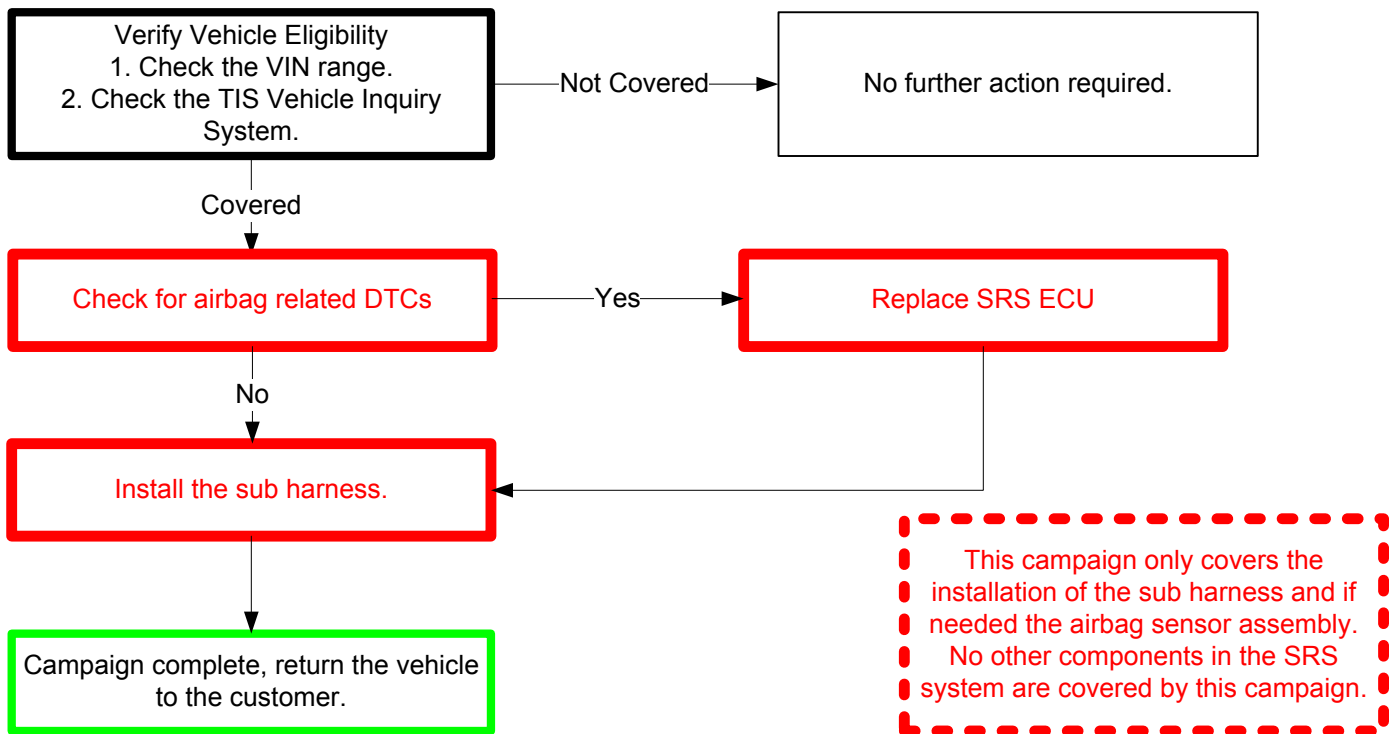 Verify Vehicle Eligibility
1. Check the VIN range.
2. Check the TIS Vehicle Inquiry
System.
Not Covered
No further action required.
Covered
Check for airbag related DTCs
Yes
Replace SRS ECU
No
Install the sub harness.
This campaign only covers the
installation of the sub harness and if
needed the airbag sensor assembly.
No other components in the SRS
system are covered by this campaign.
Campaign complete, return the vehicle
to the customer.